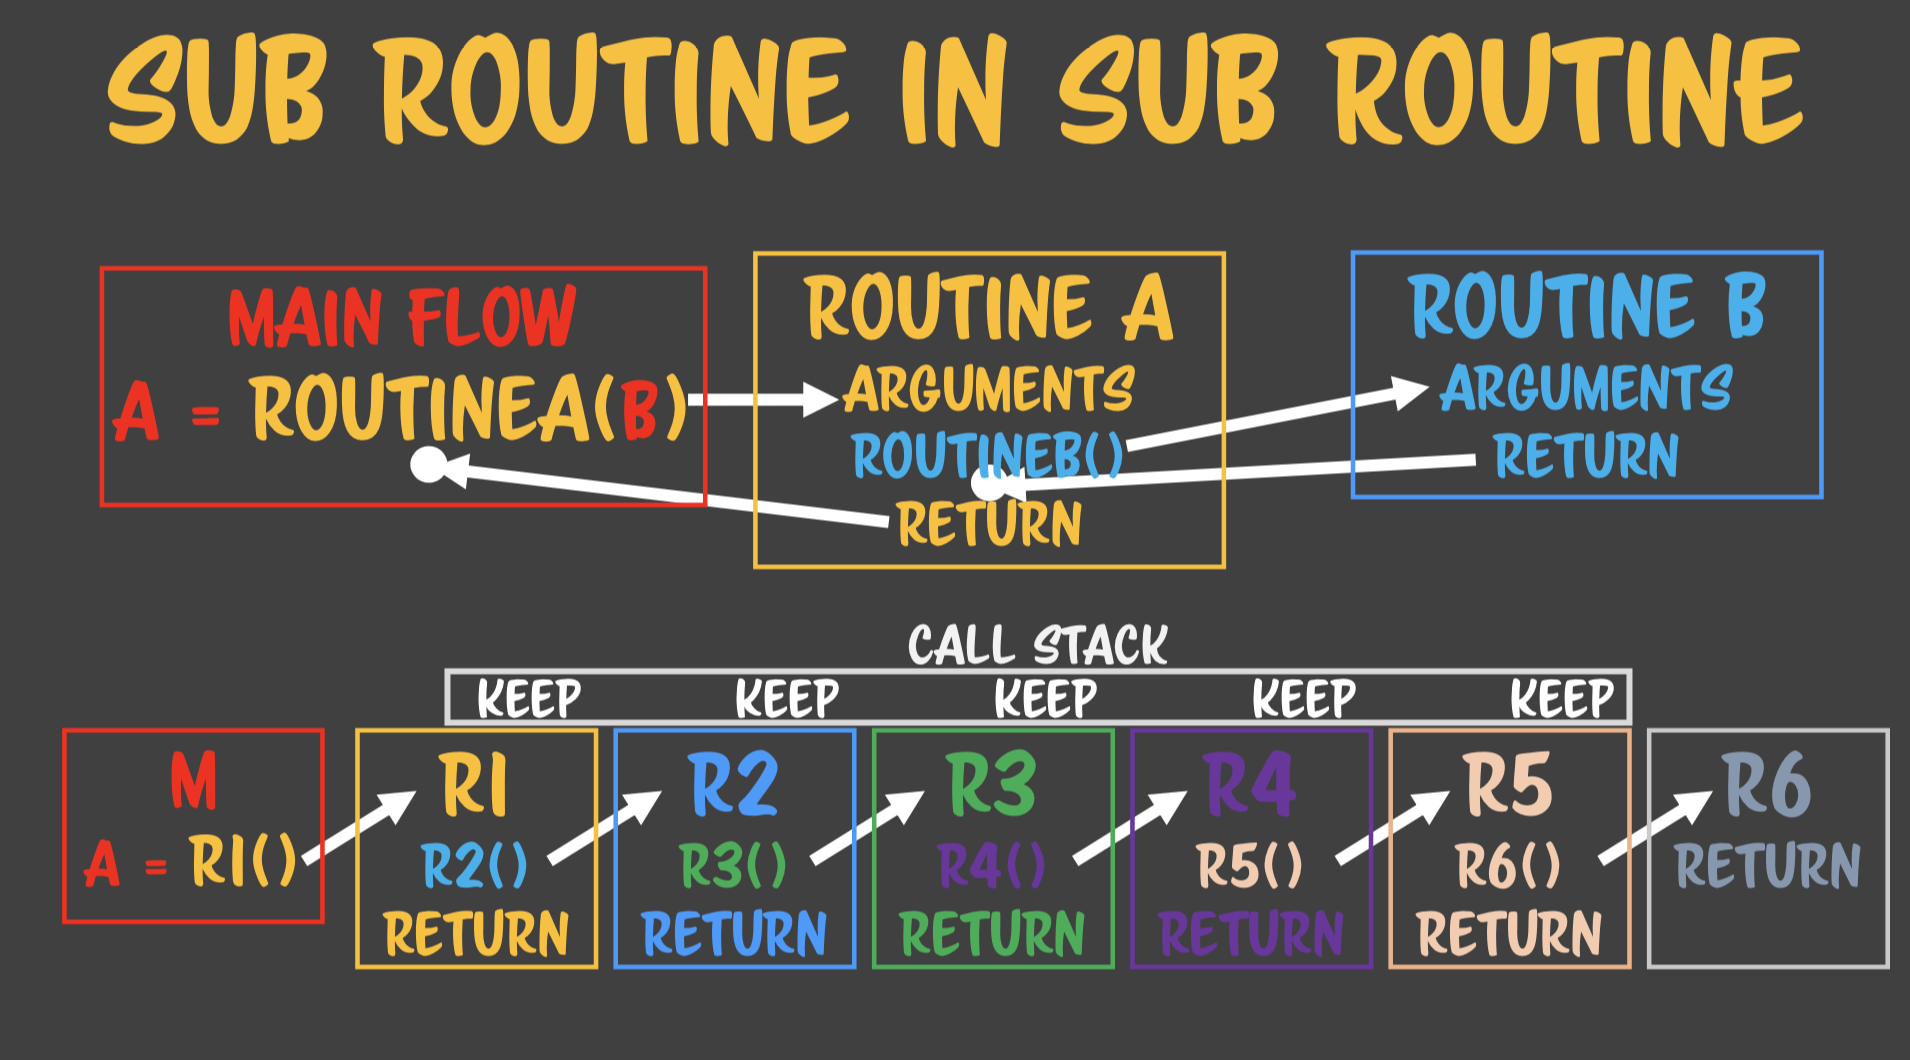 SUB ROUTINE IN SUB ROUTINE
MAIN FLOW
A = ROUTINEA(B)
ROUTINE A
ARGUMENTS
ROUTINEB()
RETURN
ROUTINE B
ARGUMENTS
RETURN
CALL STACK
KEEP KEEP KEEP KEEP KEEP
M
A = R1()
R1
R2()
RETURN
R2
R3()
RETURN
R3
R4()
RETURN
R4
R5()
RETURN
R5
R6()
RETURN
R6
RETURN